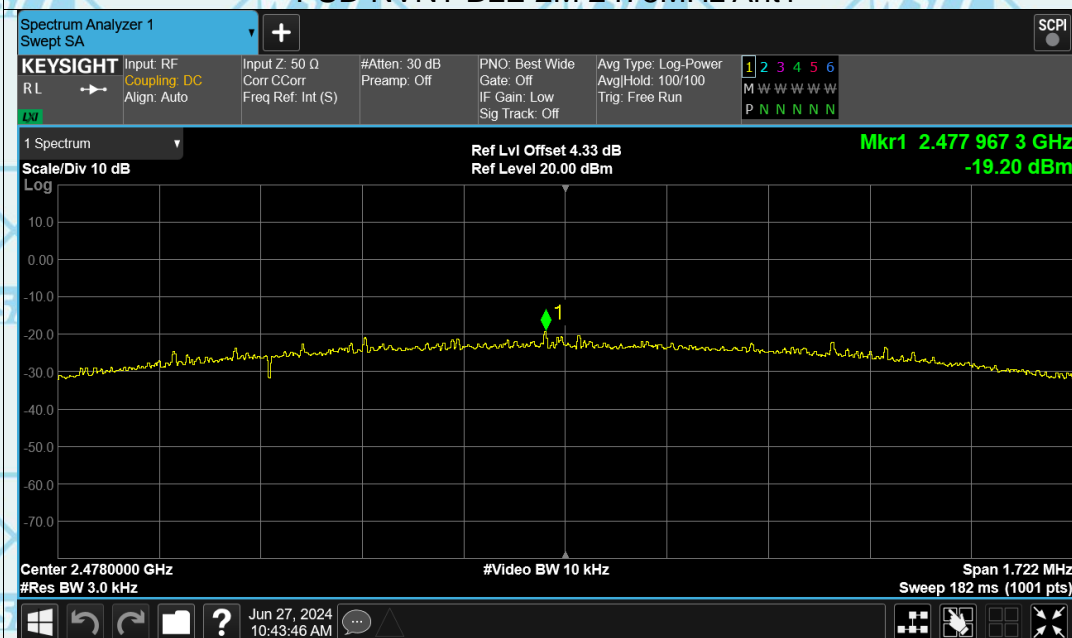 Spectrum Analyzer 1
Swept SA
+
SCPI
KEYSIGHT
RL
LXI
Input: RF
Coupling: DC
Align: Auto
Input Z: 50 Ω
Corr CCorr
Freq Ref: Int (S)
#Atten: 30 dB
Preamp: Off
PNO: Best Wide
Gate: Off
IF Gain: Low
Sig Track: Off
Avg Type: Log-Power
Avg|Hold: 100/100
Trig: Free Run
1 2 3 4 5 6
M W W W W W
P N N N N N
1 Spectrum
Scale/Div 10 dB
Log
Ref Lvl Offset 4.33 dB
Ref Level 20.00 dBm
Mkr1 2.477 967 3 GHz
-19.20 dBm
10.0
0.00
-10.0
1
-20.0
-30.0
-40.0
-50.0
-60.0
-70.0
Center 2.4780000 GHz
#Video BW 10 kHz
Span 1.722 MHz
#Res BW 3.0 kHz
Sweep 182 ms (1001 pts)
?
Jun 27, 2024
10:43:46 AM